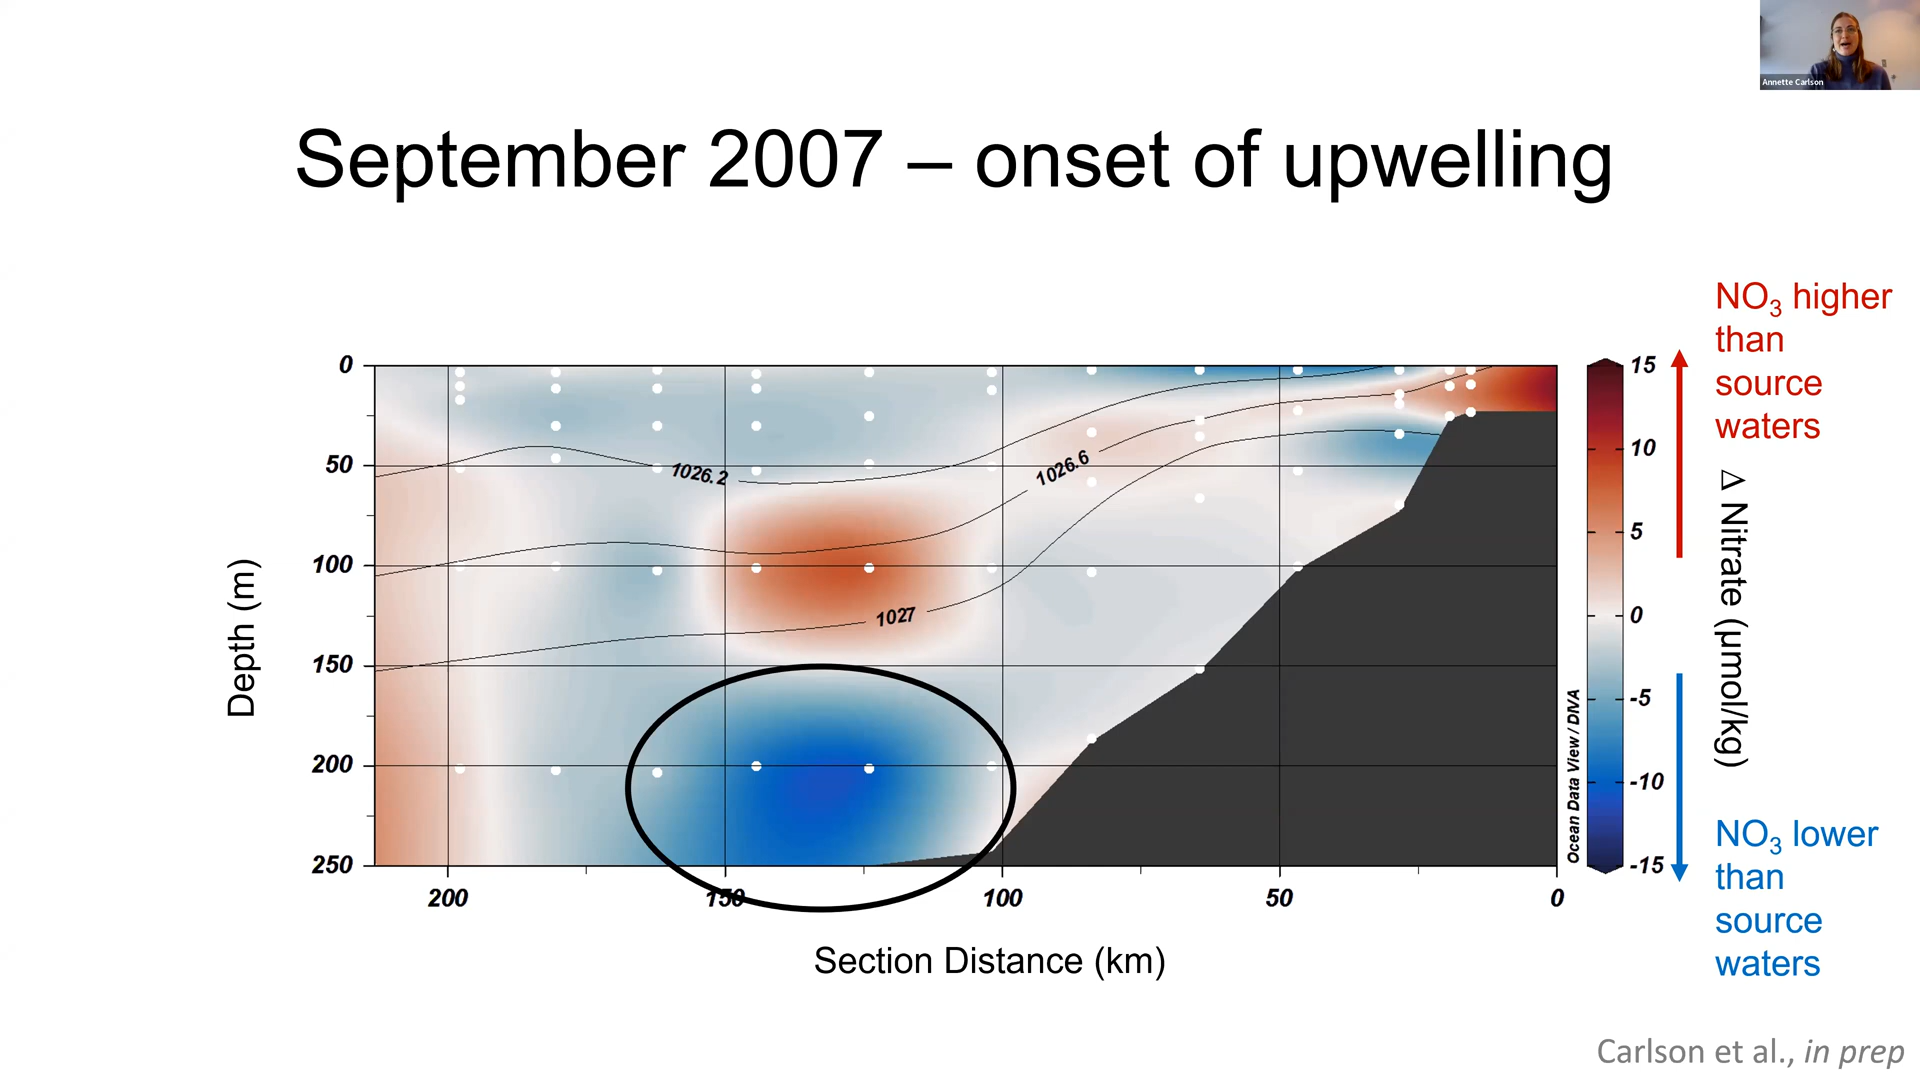 Annette Carlson
September 2007 – onset of upwelling
NO3 higher
than
source
waters
0
50
100
150
200
250
Depth (m)
1026.2
1026.6
1027
200
150
100
50
0
Section Distance (km)
Ocean Data View / DIVA
15
10
5
0
-5
-10
-15
Δ Nitrate (μmol/kg)
NO3 lower
than
source
waters
Carlson et al., in prep